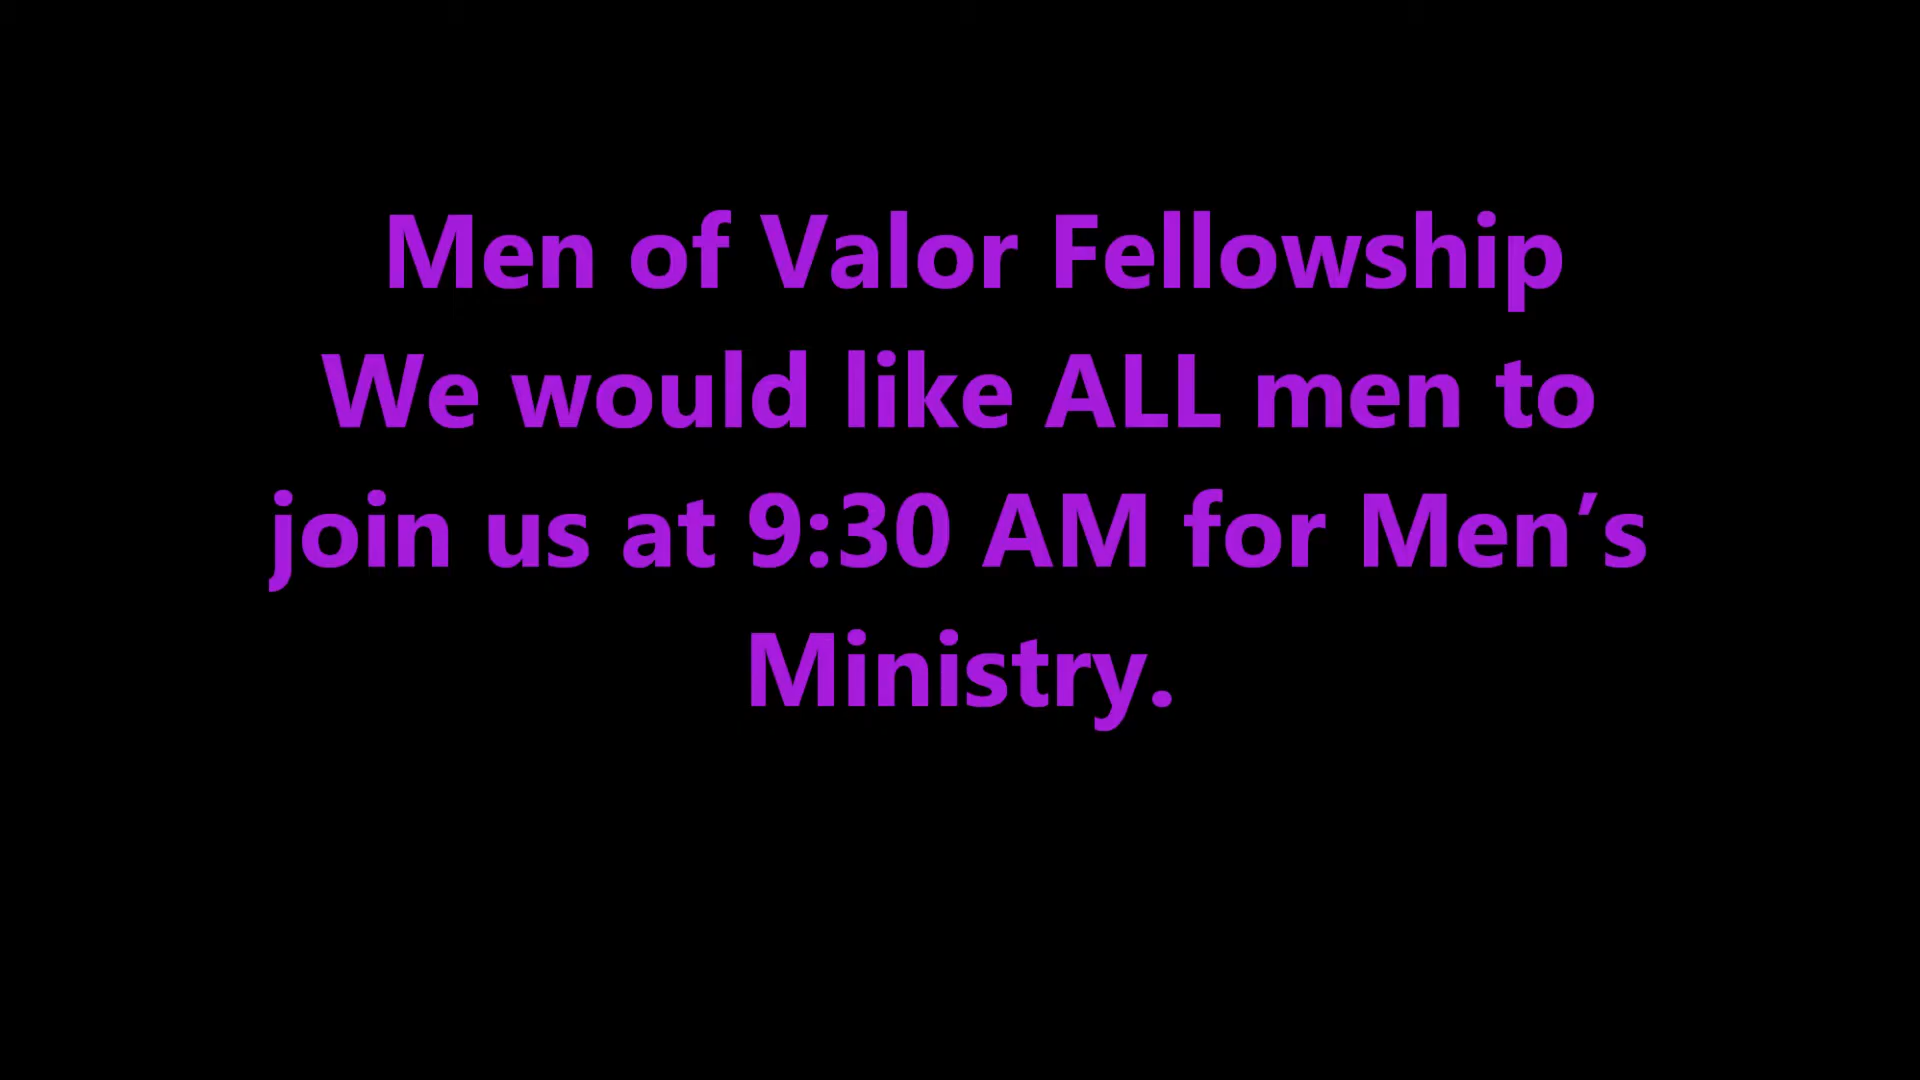 Men of Valor Fellowship
We would like ALL men to
join us at 9:30 AM for Men’s
Ministry.